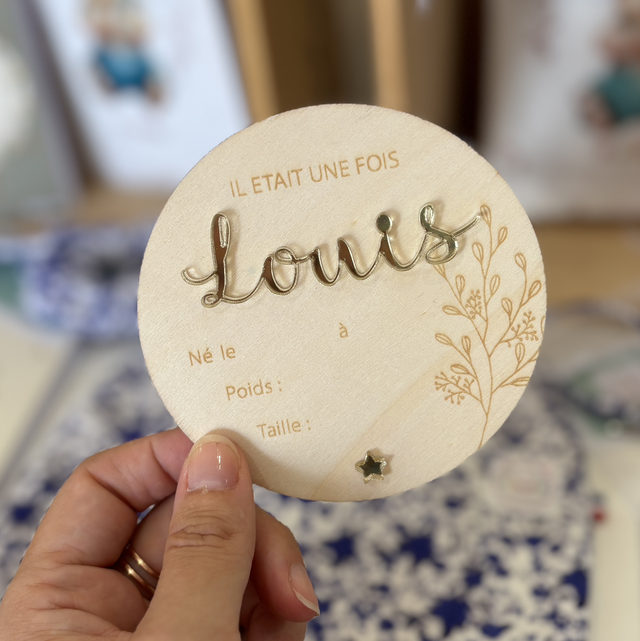 IL ETAIT UNE FOIS
Louis
Né le à
Poids :
Taille :